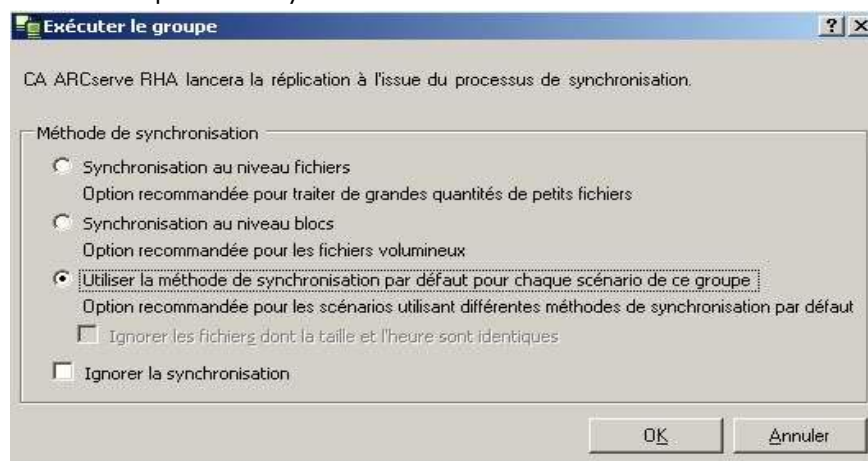 Exécuter le groupe
CA ARCserve RHA lancera la réplication à l'issue du processus de synchronisation.
Méthode de synchronisation
Synchronisation au niveau fichiers
Option recommandée pour traiter de grandes quantités de petits fichiers
Synchronisation au niveau blocs
Option recommandée pour les fichiers volumineux
Utiliser la méthode de synchronisation par défaut pour chaque scénario de ce groupe
Option recommandée pour les scénarios utilisant différentes méthodes de synchronisation par défaut
Ignorer les fichiers dont la taille et l'heure sont identiques
Ignorer la synchronisation
OK
Annuler